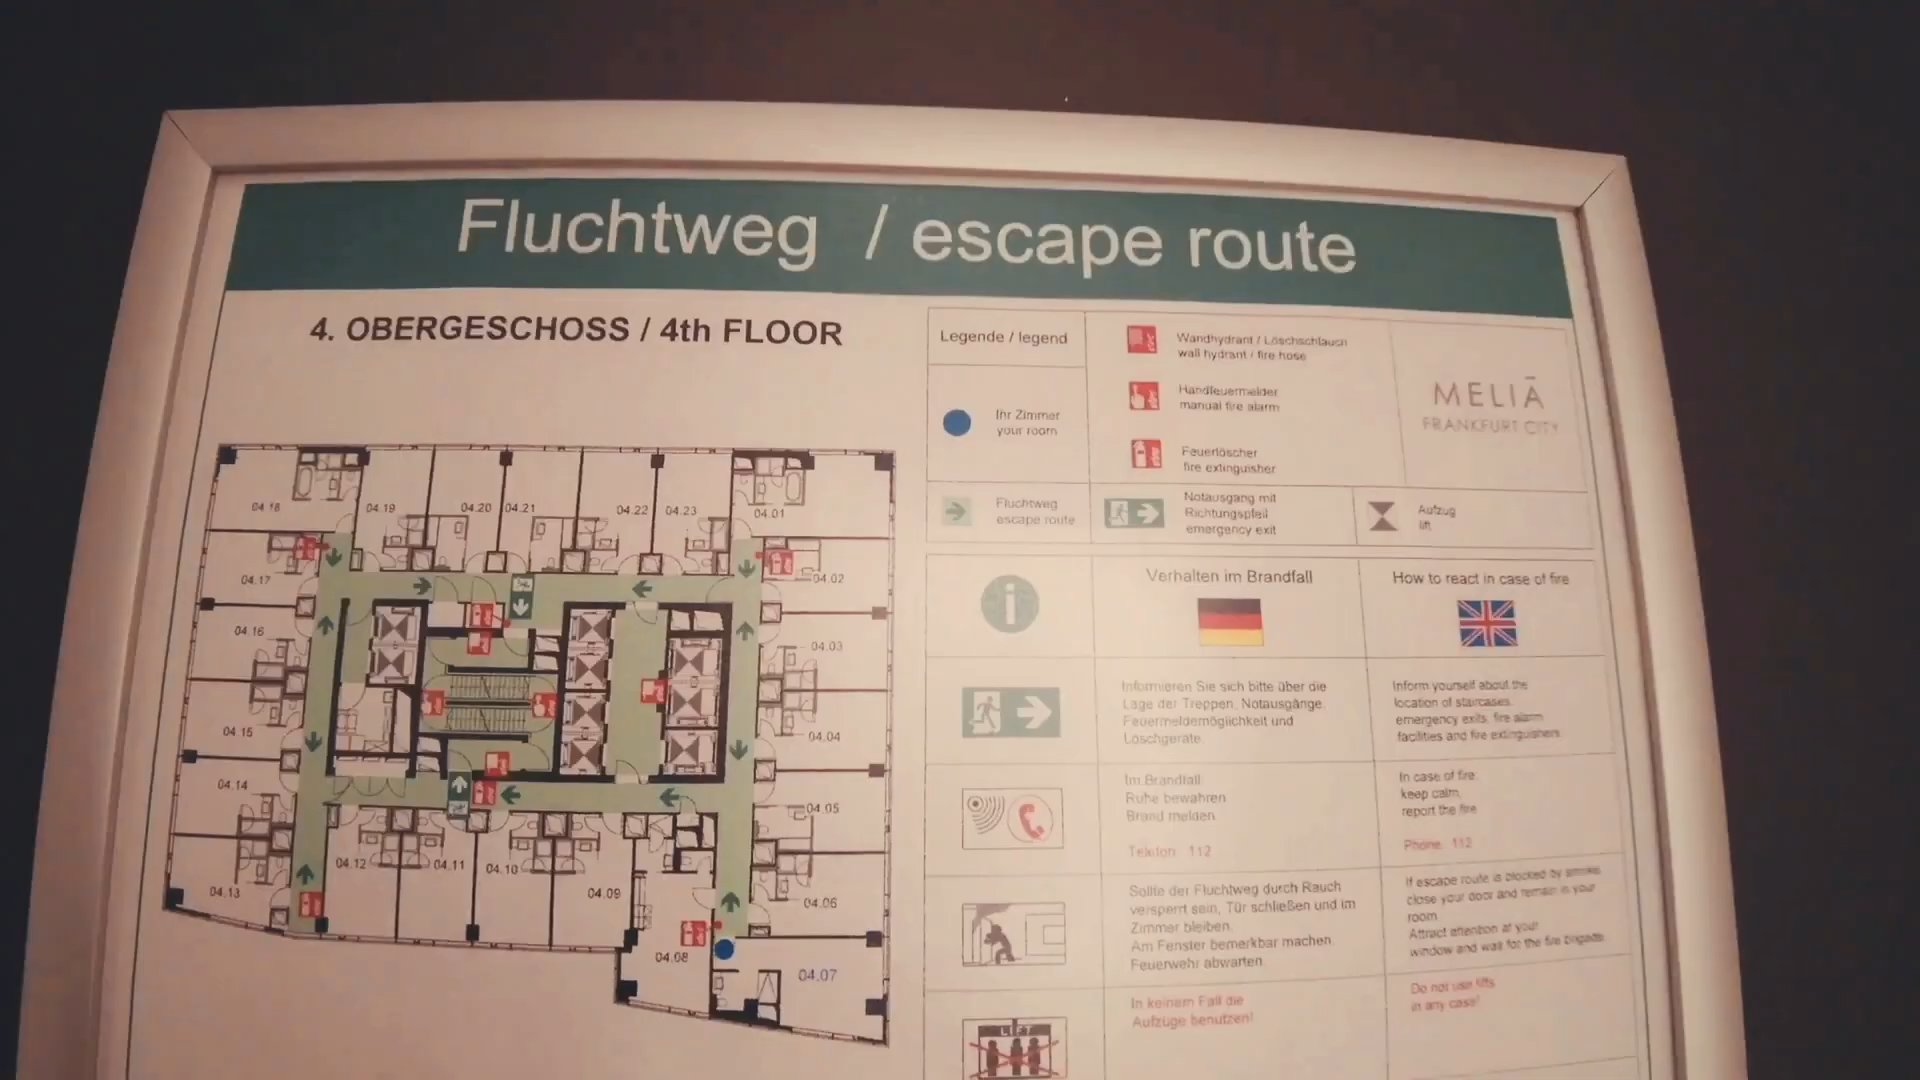 Fluchtweg / escape route
4. OBERGESCHOSS / 4th FLOOR
Legende / legend
Ihr Zimmer
your room
Wandhydrant / Löschschlauch
wall hydrant / fire hose
Handfeuermelder
manual fire alarm
Feuerlöscher
fire extinguisher
MELIÃ
FRANKFURT CITY
Fluchtweg
escape route
Notausgang mit
Richtungspfeil
emergency exit
Aufzug
lift
Verhalten im Brandfall
How to react in case of fire
Informieren Sie sich bitte über die
Lage der Treppen, Notausgänge,
Feuermeldemöglichkeit und
Löschgeräte.
Inform yourself about the
location of staircases,
emergency exits, fire alarm
facilities and fire extinguishers
Im Brandfall
Ruhe bewahren
Brand melden.
Telefon: 112
In case of fire,
keep calm,
report the fire
Phone: 112
Sollte der Fluchtweg durch Rauch
versperrt sein, Tür schließen und im
Zimmer bleiben.
Am Fenster bemerkbar machen.
Feuerwehr abwarten.
If escape route is blocked by smoke
close your door and remain in your
room
Attract attention at your
window and wait for the fire brigade
LIFT
In keinem Fall die
Aufzüge benutzen!
Do not use lifts
in any case!
04.18
04.19
04.20
04.21
04.22
04.23
04.01
04.17
04.02
04.16
04.03
04.15
04.04
04.14
04.05
04.13
04.12
04.11
04.10
04.09
04.06
04.08
04.07